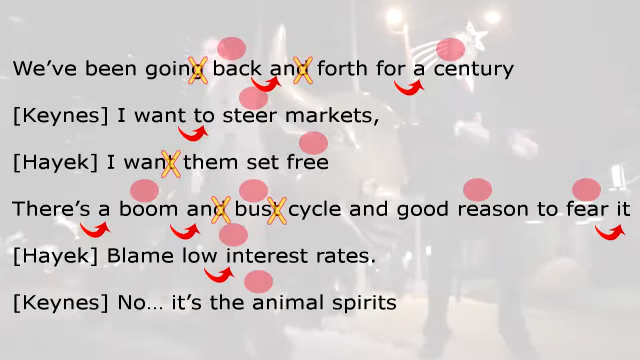 We've been going back and forth for a century
[Keynes] I want to steer markets,
[Hayek] I want them set free
There's a boom and bust cycle and good reason to fear it
[Hayek] Blame low interest rates.
[Keynes] No… it's the animal spirits